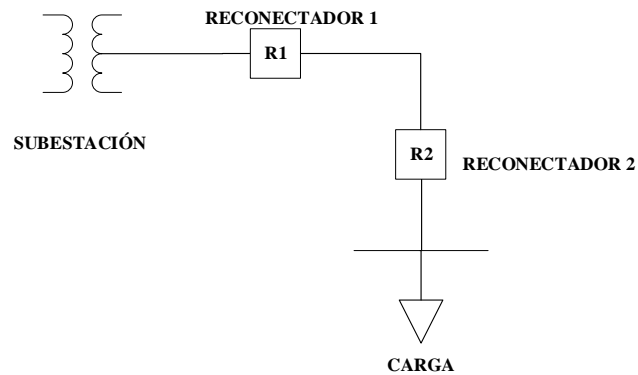 RECONECTADOR 1
R1
SUBESTACIÓN
R2
RECONECTADOR 2
CARGA